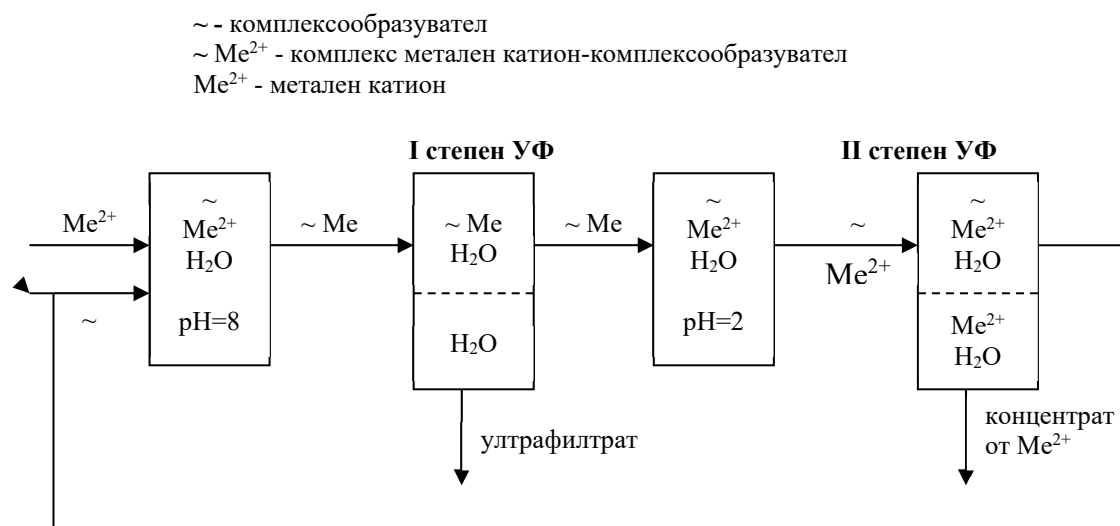 ~ - комплексообразувател
~ Me²⁺ - комплекс метален катион-комплексообразувател
Me²⁺ - метален катион
I степен УФ
II степен УФ
Me²⁺
~
~
Me²⁺
H₂O
pH=8
~ Me
~ Me
H₂O
H₂O
ултрафилтрат
~ Me
~
Me²⁺
H₂O
pH=2
~
Me²⁺
~
Me²⁺
H₂O
Me²⁺
H₂O
концентрат
от Me²⁺